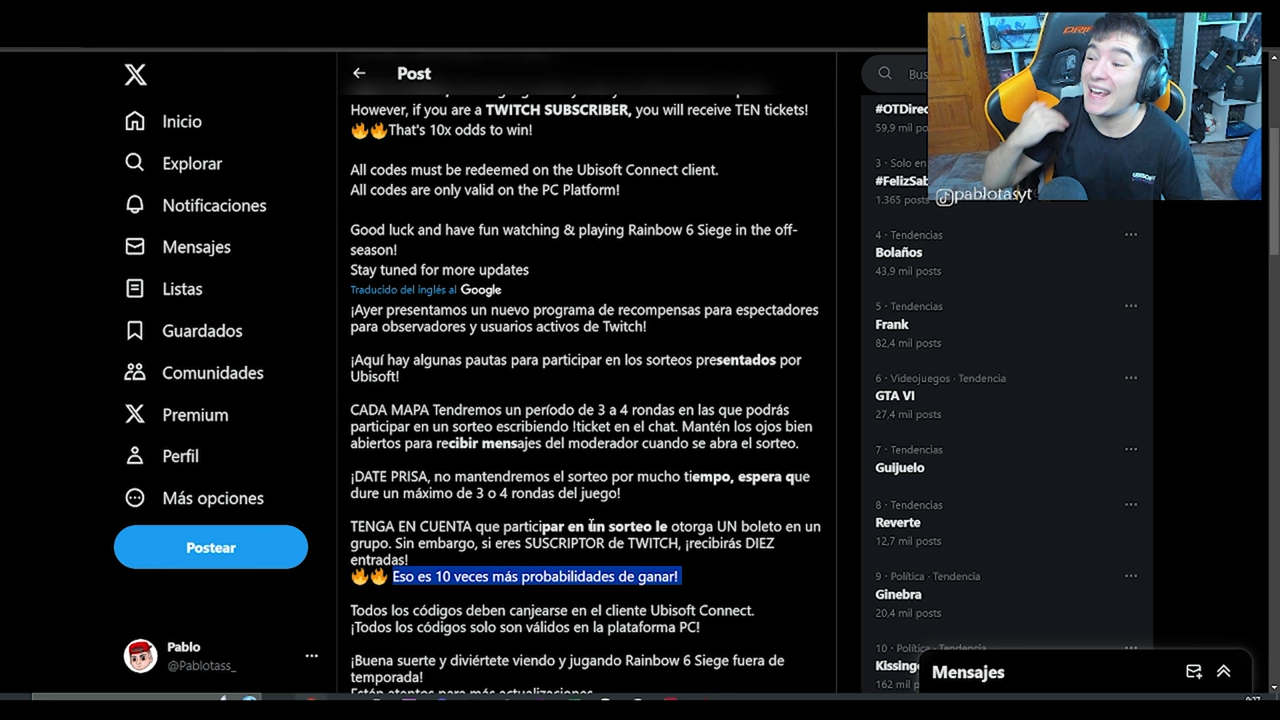 Post
However, if you are a TWITCH SUBSCRIBER, you will receive TEN tickets!
🔥🔥That's 10x odds to win!
All codes must be redeemed on the Ubisoft Connect client.
All codes are only valid on the PC Platform!
Good luck and have fun watching & playing Rainbow 6 Siege in the off-
season!
Stay tuned for more updates
Traducido del inglés al Google
¡Ayer presentamos un nuevo programa de recompensas para espectadores
para observadores y usuarios activos de Twitch!
¡Aquí hay algunas pautas para participar en los sorteos presentados por
Ubisoft!
CADA MAPA Tendremos un período de 3 a 4 rondas en las que podrás
participar en un sorteo escribiendo !ticket en el chat. Mantén los ojos bien
abiertos para recibir mensajes del moderador cuando se abra el sorteo.
¡DATE PRISA, no mantendremos el sorteo por mucho tiempo, espera que
dure un máximo de 3 o 4 rondas del juego!
TENGA EN CUENTA que participar en un sorteo le otorga UN boleto en un
grupo. Sin embargo, si eres SUSCRIPTOR de TWITCH, ¡recibirás DIEZ
entradas!
🔥🔥 Eso es 10 veces más probabilidades de ganar!
Todos los códigos deben canjearse en el cliente Ubisoft Connect.
¡Todos los códigos solo son válidos en la plataforma PC!
¡Buena suerte y diviértete viendo y jugando Rainbow 6 Siege fuera de
temporada!
Estén atentos para más actualizaciones
Inicio
Explorar
Notificaciones
Mensajes
Listas
Guardados
Comunidades
Premium
Perfil
Más opciones
Postear
Pablo
@Pablotass_
Bus
#OTDirec
59,9 mil posts
3 · Solo en
#FelizSab
1.365 posts
4 · Tendencias
Bolaños
43,9 mil posts
5 · Tendencias
Frank
82,4 mil posts
6 · Videojuegos · Tendencia
GTA VI
27,4 mil posts
7 · Tendencias
Guijuelo
8 · Tendencias
Reverte
12,7 mil posts
9 · Política · Tendencia
Ginebra
20,4 mil posts
10 · Política · Tendencia
Kissinge
162 mil
Mensajes
pablotasyt
UBISOFT